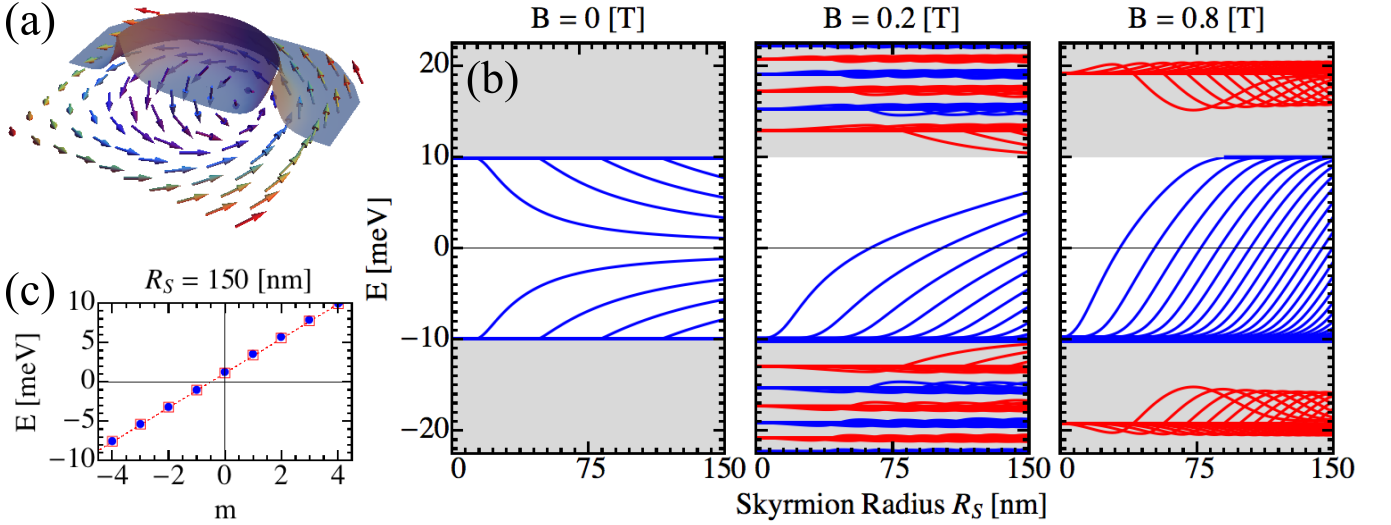 (a)
B = 0 [T]
B = 0.2 [T]
B = 0.8 [T]
(b)
E [meV]
20
10
0
−10
−20
0
75
150
0
75
150
0
75
150
Skyrmion Radius R_S [nm]
(c)
R_S = 150 [nm]
E [meV]
10
5
0
−5
−10
−4
−2
0
2
4
m